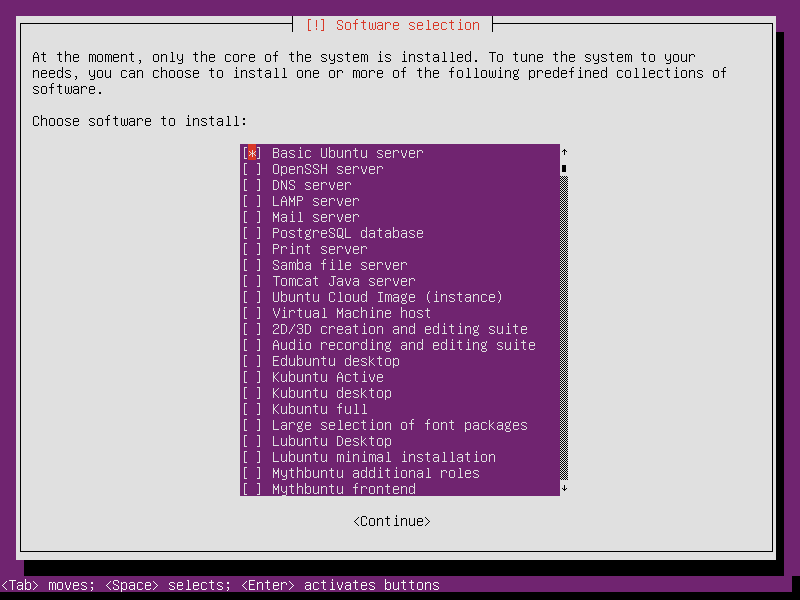 [!] Software selection
At the moment, only the core of the system is installed. To tune the system to your
needs, you can choose to install one or more of the following predefined collections of
software.
Choose software to install:
[*] Basic Ubuntu server
[ ] OpenSSH server
[ ] DNS server
[ ] LAMP server
[ ] Mail server
[ ] PostgreSQL database
[ ] Print server
[ ] Samba file server
[ ] Tomcat Java server
[ ] Ubuntu Cloud Image (instance)
[ ] Virtual Machine host
[ ] 2D/3D creation and editing suite
[ ] Audio recording and editing suite
[ ] Edubuntu desktop
[ ] Kubuntu Active
[ ] Kubuntu desktop
[ ] Kubuntu full
[ ] Large selection of font packages
[ ] Lubuntu Desktop
[ ] Lubuntu minimal installation
[ ] Mythbuntu additional roles
[ ] Mythbuntu frontend
<Continue>
<Tab> moves; <Space> selects; <Enter> activates buttons